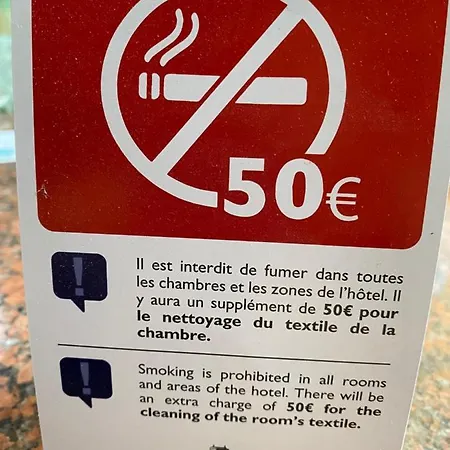 50€
Il est interdit de fumer dans toutes
les chambres et les zones de l'hôtel. Il
y aura un supplément de 50€ pour
le nettoyage du textile de la
chambre.
Smoking is prohibited in all rooms
and areas of the hotel. There will be
an extra charge of 50€ for the
cleaning of the room's textile.